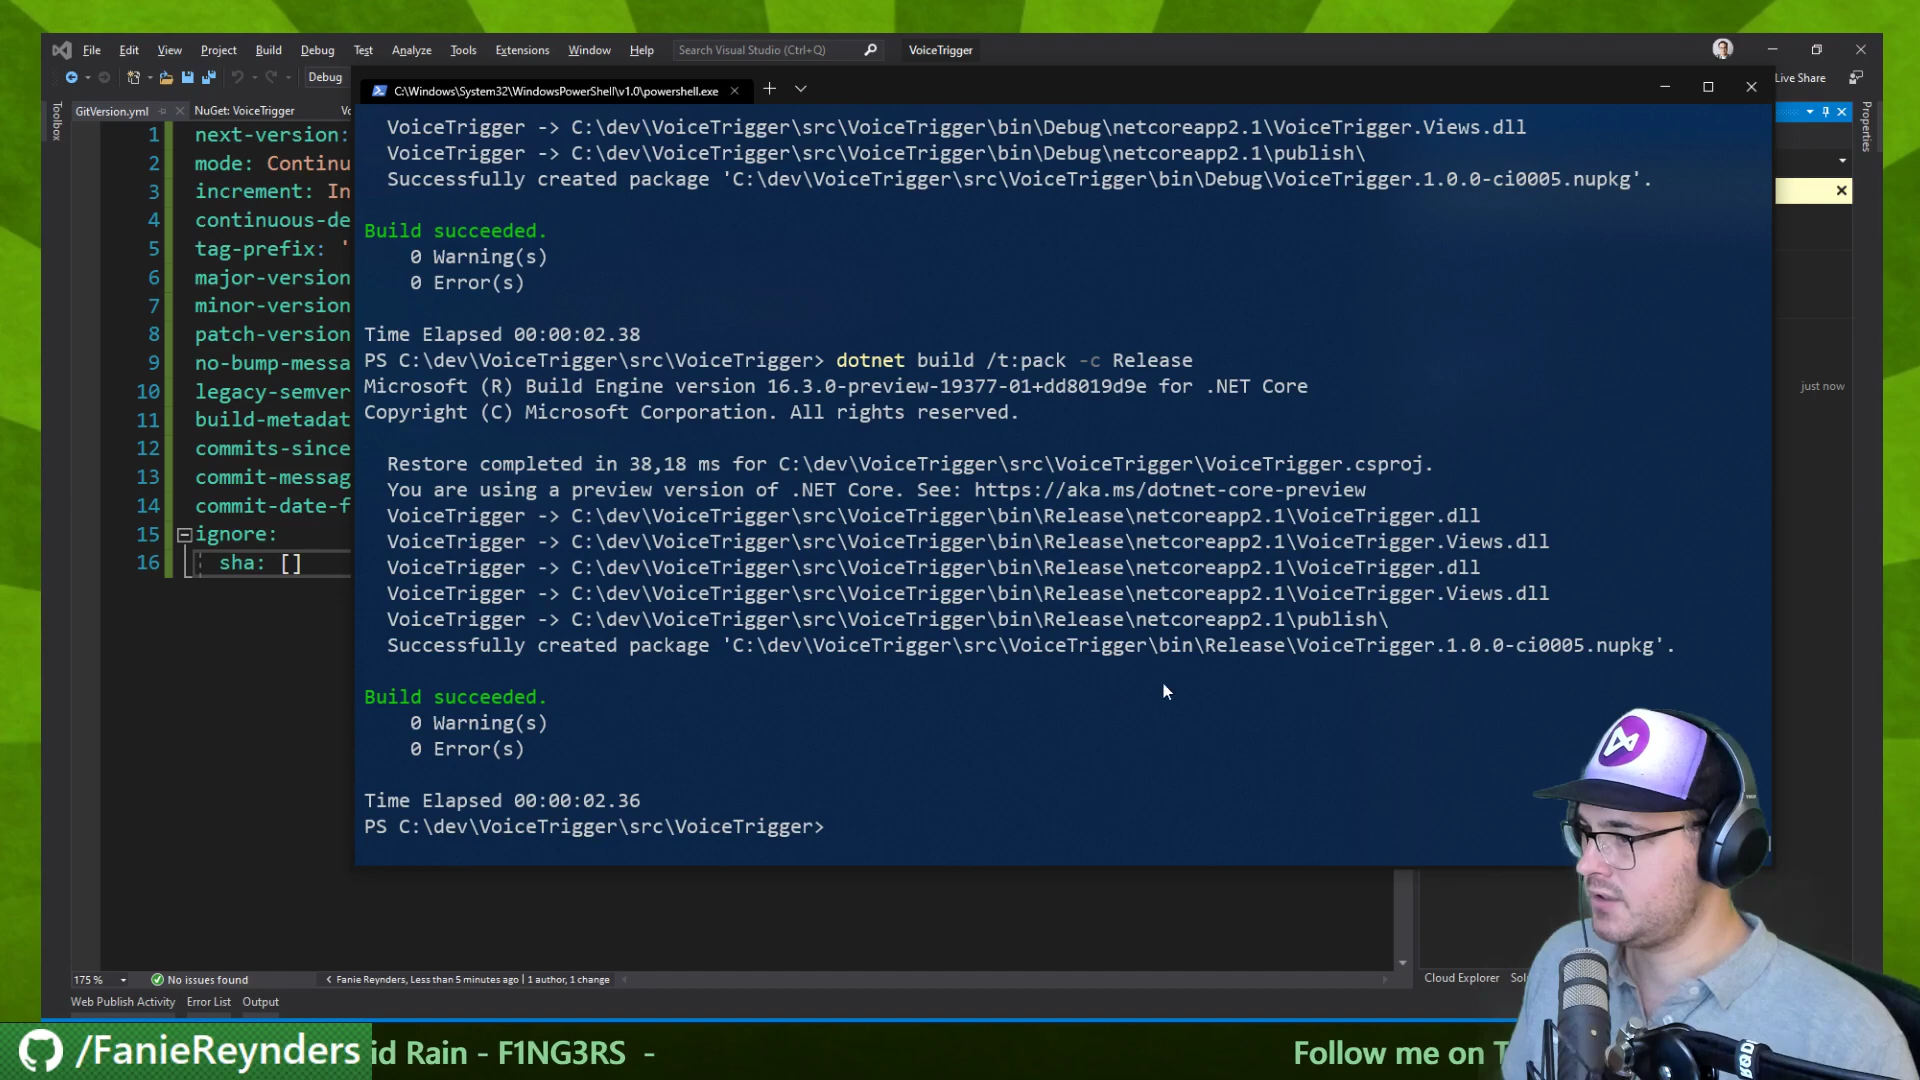 File Edit View Project Build Debug Test Analyze Tools Extensions Window Help Search Visual Studio (Ctrl+Q) VoiceTrigger
Debug
Live Share
GitVersion.yml NuGet: VoiceTrigger
C:\Windows\System32\WindowsPowerShell\v1.0\powershell.exe
Toolbox
Properties
1 next-version:
2 mode: Continu
3 increment: In
4 continuous-de
5 tag-prefix: '
6 major-version
7 minor-version
8 patch-version
9 no-bump-messa
10 legacy-semver
11 build-metadat
12 commits-since
13 commit-messag
14 commit-date-f
15 ignore:
16 sha: []
VoiceTrigger -> C:\dev\VoiceTrigger\src\VoiceTrigger\bin\Debug\netcoreapp2.1\VoiceTrigger.Views.dll
VoiceTrigger -> C:\dev\VoiceTrigger\src\VoiceTrigger\bin\Debug\netcoreapp2.1\publish\
Successfully created package 'C:\dev\VoiceTrigger\src\VoiceTrigger\bin\Debug\VoiceTrigger.1.0.0-ci0005.nupkg'.
Build succeeded.
0 Warning(s)
0 Error(s)
Time Elapsed 00:00:02.38
PS C:\dev\VoiceTrigger\src\VoiceTrigger> dotnet build /t:pack -c Release
Microsoft (R) Build Engine version 16.3.0-preview-19377-01+dd8019d9e for .NET Core
Copyright (C) Microsoft Corporation. All rights reserved.
Restore completed in 38,18 ms for C:\dev\VoiceTrigger\src\VoiceTrigger\VoiceTrigger.csproj.
You are using a preview version of .NET Core. See: https://aka.ms/dotnet-core-preview
VoiceTrigger -> C:\dev\VoiceTrigger\src\VoiceTrigger\bin\Release\netcoreapp2.1\VoiceTrigger.dll
VoiceTrigger -> C:\dev\VoiceTrigger\src\VoiceTrigger\bin\Release\netcoreapp2.1\VoiceTrigger.Views.dll
VoiceTrigger -> C:\dev\VoiceTrigger\src\VoiceTrigger\bin\Release\netcoreapp2.1\VoiceTrigger.dll
VoiceTrigger -> C:\dev\VoiceTrigger\src\VoiceTrigger\bin\Release\netcoreapp2.1\VoiceTrigger.Views.dll
VoiceTrigger -> C:\dev\VoiceTrigger\src\VoiceTrigger\bin\Release\netcoreapp2.1\publish\
Successfully created package 'C:\dev\VoiceTrigger\src\VoiceTrigger\bin\Release\VoiceTrigger.1.0.0-ci0005.nupkg'.
Build succeeded.
0 Warning(s)
0 Error(s)
Time Elapsed 00:00:02.36
PS C:\dev\VoiceTrigger\src\VoiceTrigger>
just now
175 % No issues found Fanie Reynders, Less than 5 minutes ago | 1 author, 1 change
Cloud Explorer
Web Publish Activity Error List Output
/FanieReynders id Rain - F1NG3RS - Follow me on T
RODE